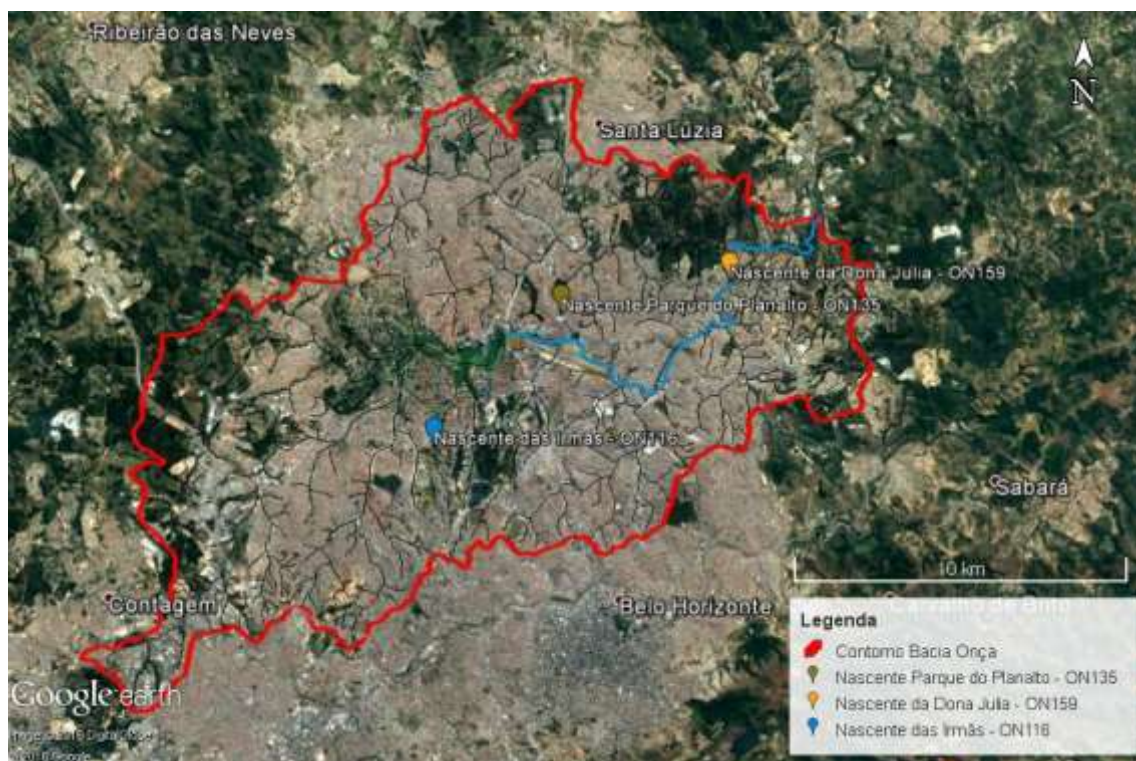 Ribeirão das Neves
N
Santa Luzia
Nascente da Dona Julia - ON159
Nascente Parque do Planalto - ON135
Nascente das Irmãs - ON116
Sabará
10 km
Contagem
Belo Horizonte
Legenda
Contorno Bacia Onça
Nascente Parque do Planalto - ON135
Nascente da Dona Julia - ON159
Nascente das Irmãs - ON116
Google earth